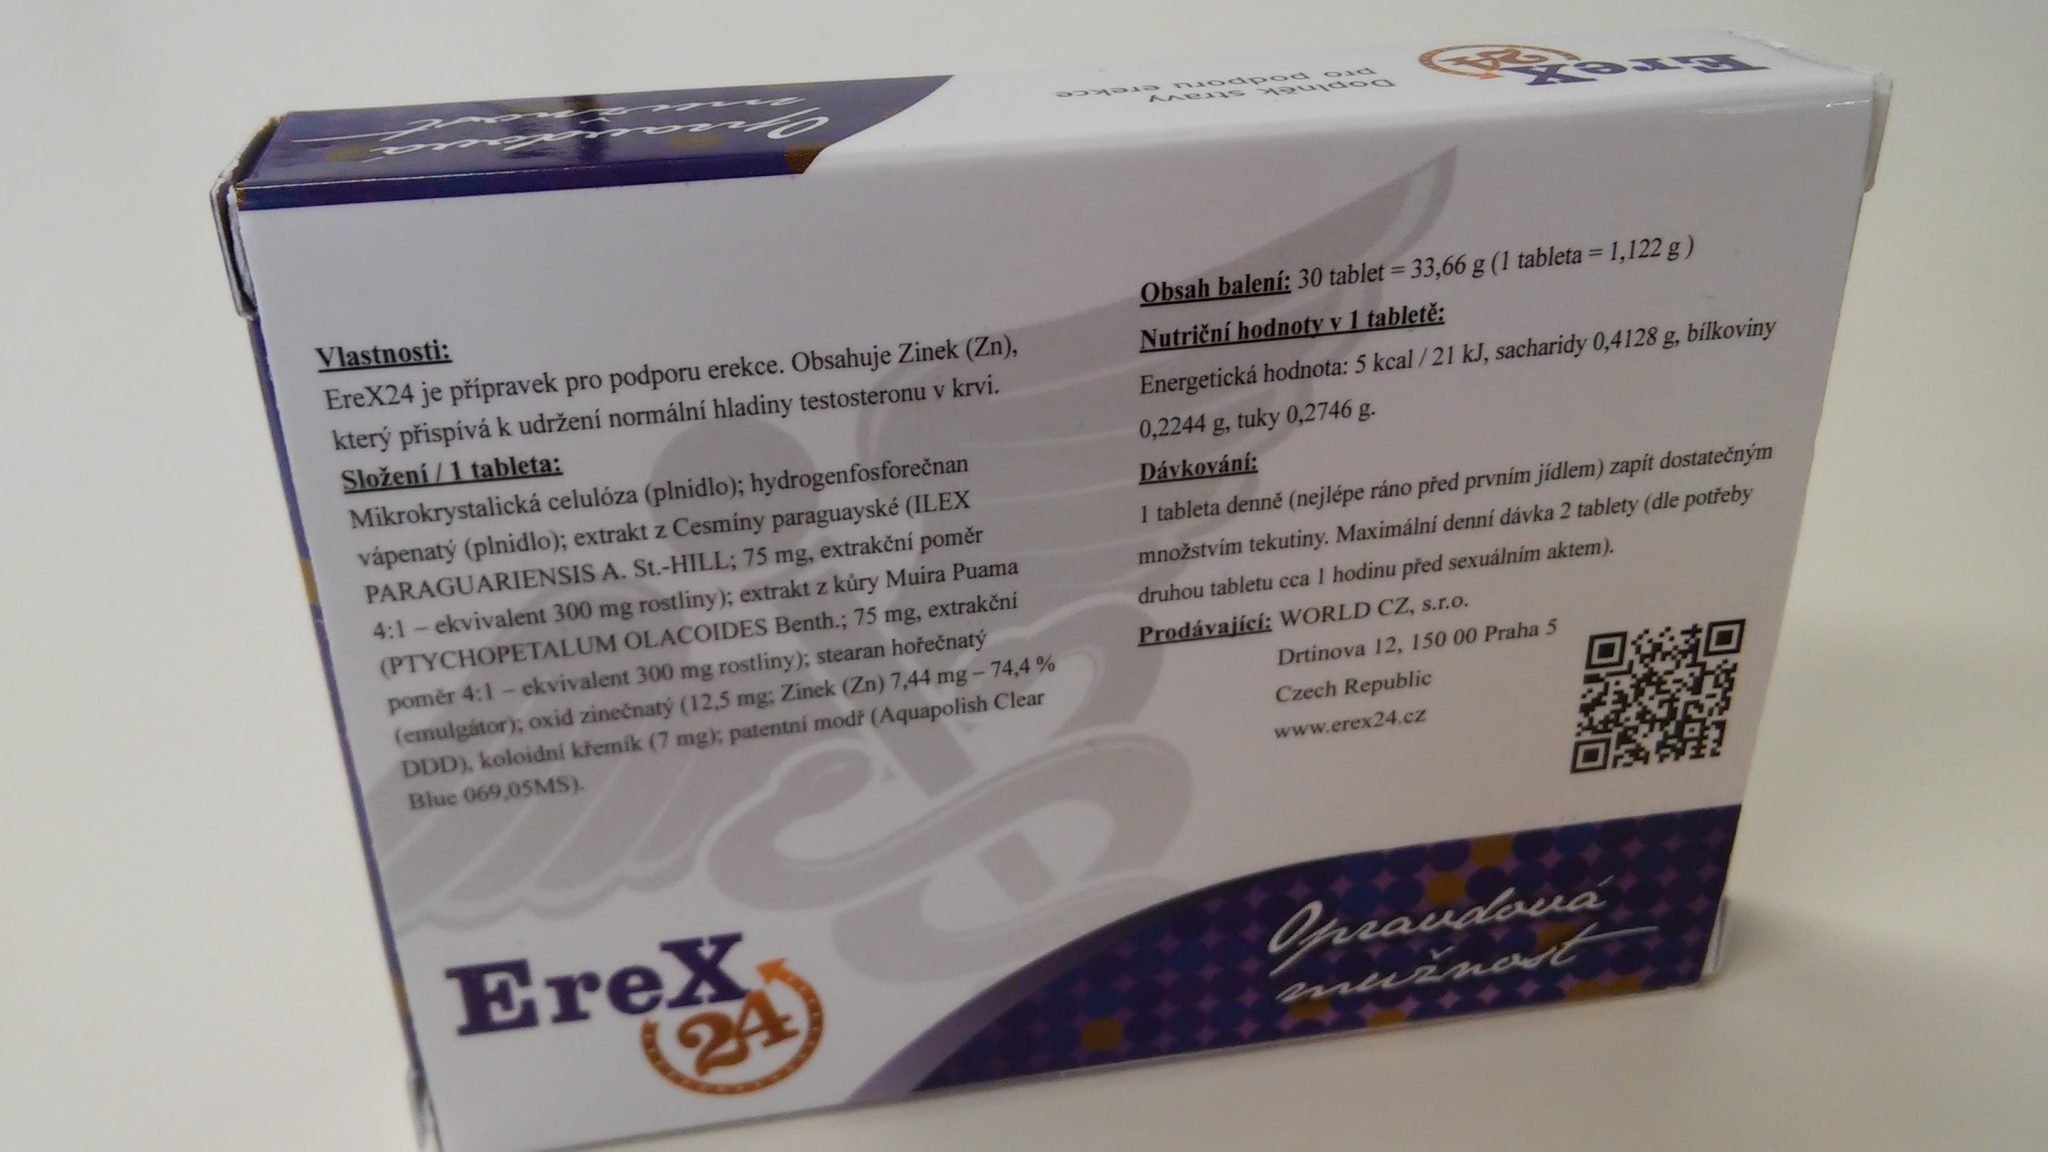 EreX
24
Doplněk stravy
pro podporu erekce
Opravdová
mužnost
Vlastnosti:
EreX24 je přípravek pro podporu erekce. Obsahuje Zinek (Zn),
který přispívá k udržení normální hladiny testosteronu v krvi.
Složení / 1 tableta:
Mikrokrystalická celulóza (plnidlo); hydrogenfosforečnan
vápenatý (plnidlo); extrakt z Cesmíny paraguayské (ILEX
PARAGUARIENSIS A. St.-HILL; 75 mg, extrakční poměr
4:1 – ekvivalent 300 mg rostliny); extrakt z kůry Muira Puama
(PTYCHOPETALUM OLACOIDES Benth.; 75 mg, extrakční
poměr 4:1 – ekvivalent 300 mg rostliny); stearan hořečnatý
(emulgátor); oxid zinečnatý (12,5 mg; Zinek (Zn) 7,44 mg – 74,4 %
DDD), koloidní křemík (7 mg); patentní modř (Aquapolish Clear
Blue 069,05MS).
Obsah balení: 30 tablet = 33,66 g (1 tableta = 1,122 g )
Nutriční hodnoty v 1 tabletě:
Energetická hodnota: 5 kcal / 21 kJ, sacharidy 0,4128 g, bílkoviny
0,2244 g, tuky 0,2746 g.
Dávkování:
1 tableta denně (nejlépe ráno před prvním jídlem) zapít dostatečným
množstvím tekutiny. Maximální denní dávka 2 tablety (dle potřeby
druhou tabletu cca 1 hodinu před sexuálním aktem).
Prodávající: WORLD CZ, s.r.o.
Drtinova 12, 150 00 Praha 5
Czech Republic
www.erex24.cz
EreX
24
Opravdová
mužnost